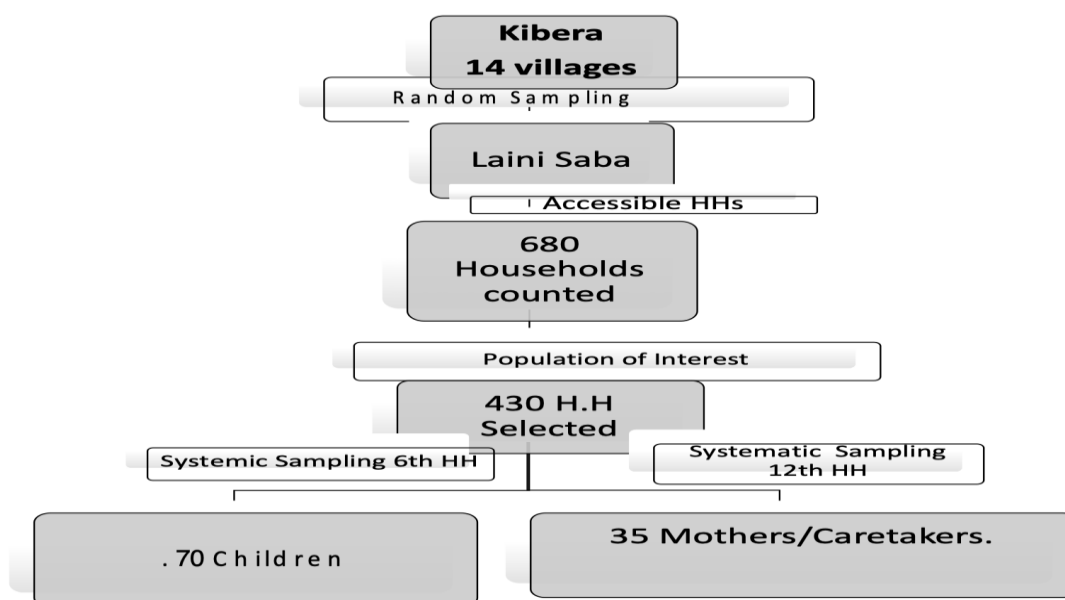 Kibera
14 villages
Random Sampling
Laini Saba
Accessible HHs
680
Households
counted
Population of Interest
430 H.H
Selected
Systemic Sampling 6th HH
Systematic Sampling
12th HH
. 70 Children
35 Mothers/Caretakers.